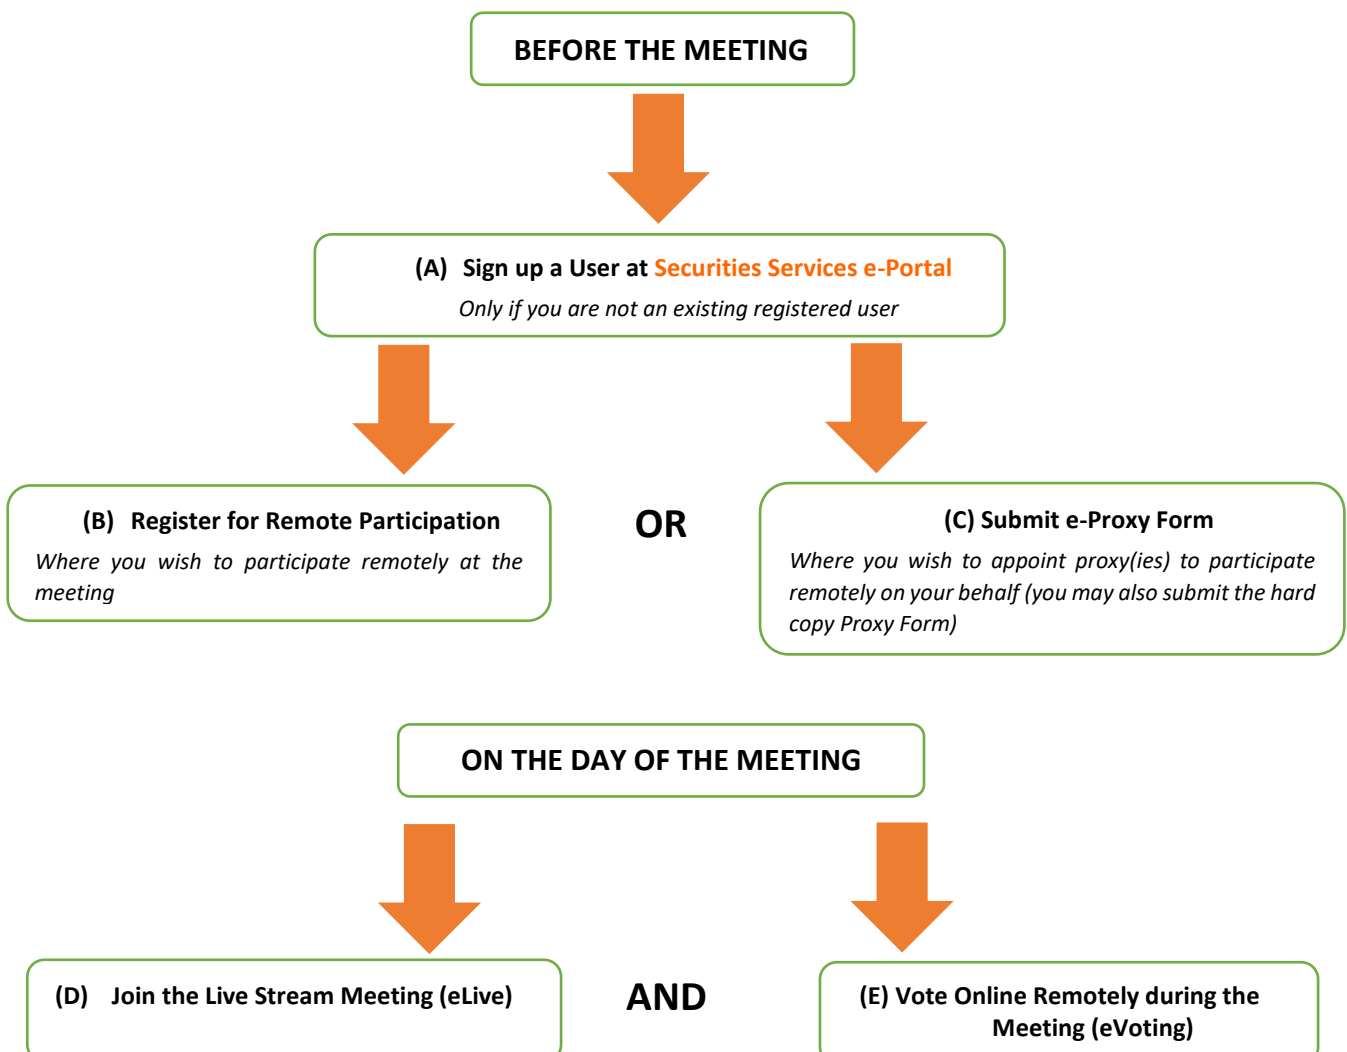 BEFORE THE MEETING
(A) Sign up a User at Securities Services e-Portal
Only if you are not an existing registered user
(B) Register for Remote Participation
Where you wish to participate remotely at the
meeting
OR
(C) Submit e-Proxy Form
Where you wish to appoint proxy(ies) to participate
remotely on your behalf (you may also submit the hard
copy Proxy Form)
ON THE DAY OF THE MEETING
(D) Join the Live Stream Meeting (eLive)
AND
(E) Vote Online Remotely during the
Meeting (eVoting)